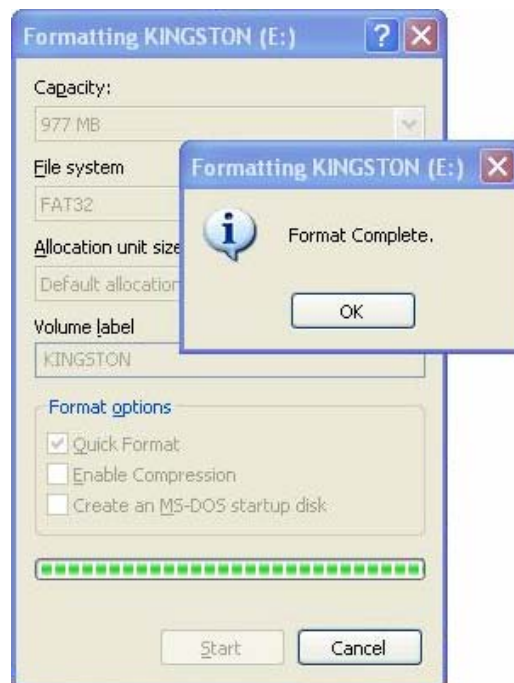 Formatting KINGSTON (E:)
Capacity:
977 MB
File system
FAT32
Allocation unit size
Default allocation
Volume label
KINGSTON
Format options
Quick Format
Enable Compression
Create an MS-DOS startup disk
Start
Cancel
Formatting KINGSTON (E:)
Format Complete.
OK